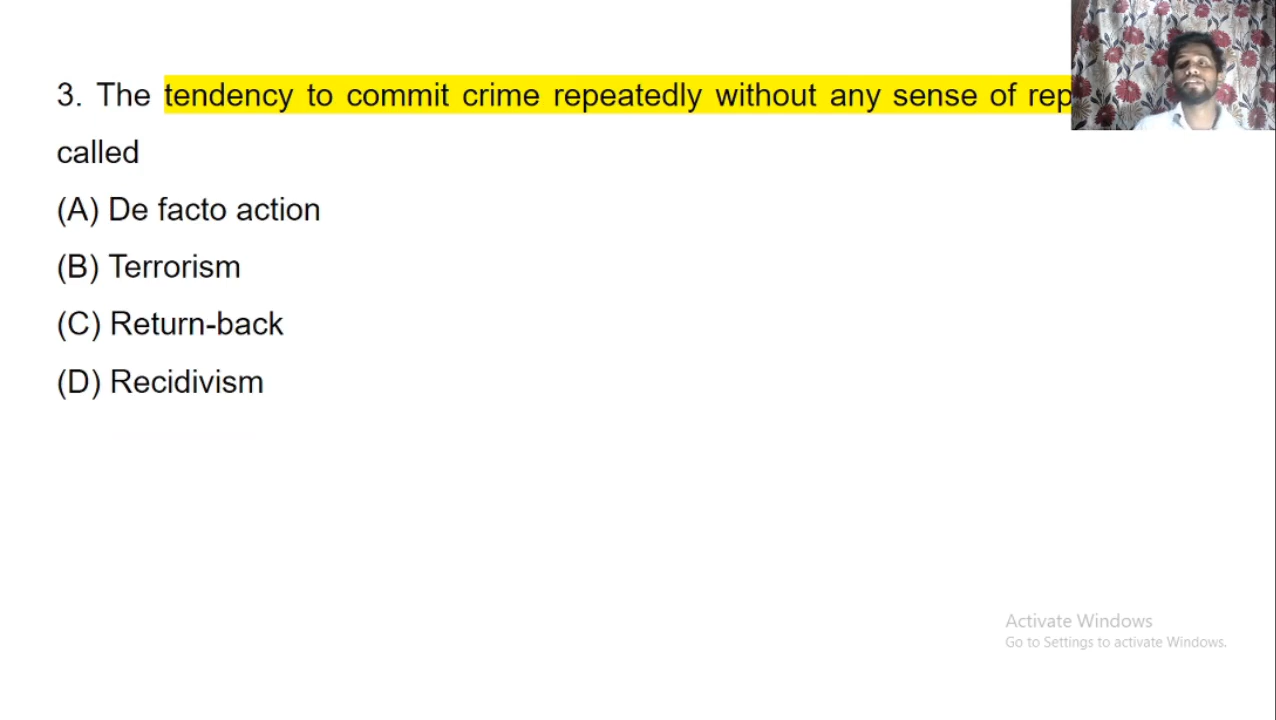 3. The tendency to commit crime repeatedly without any sense of
called
(A) De facto action
(B) Terrorism
(C) Return-back
(D) Recidivism
Activate Windows
Go to Settings to activate Windows.